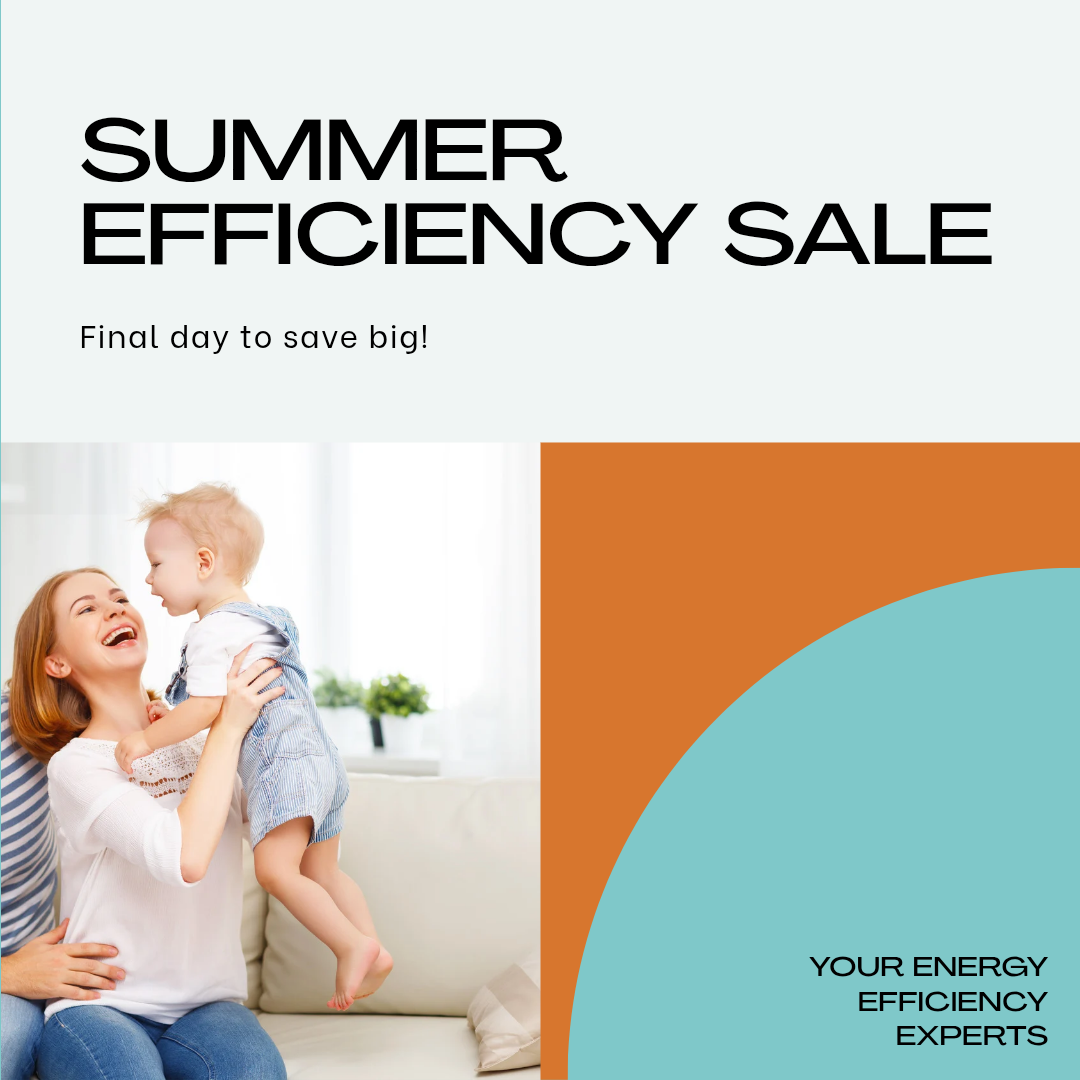 SUMMER
EFFICIENCY SALE
Final day to save big!
YOUR ENERGY
EFFICIENCY
EXPERTS